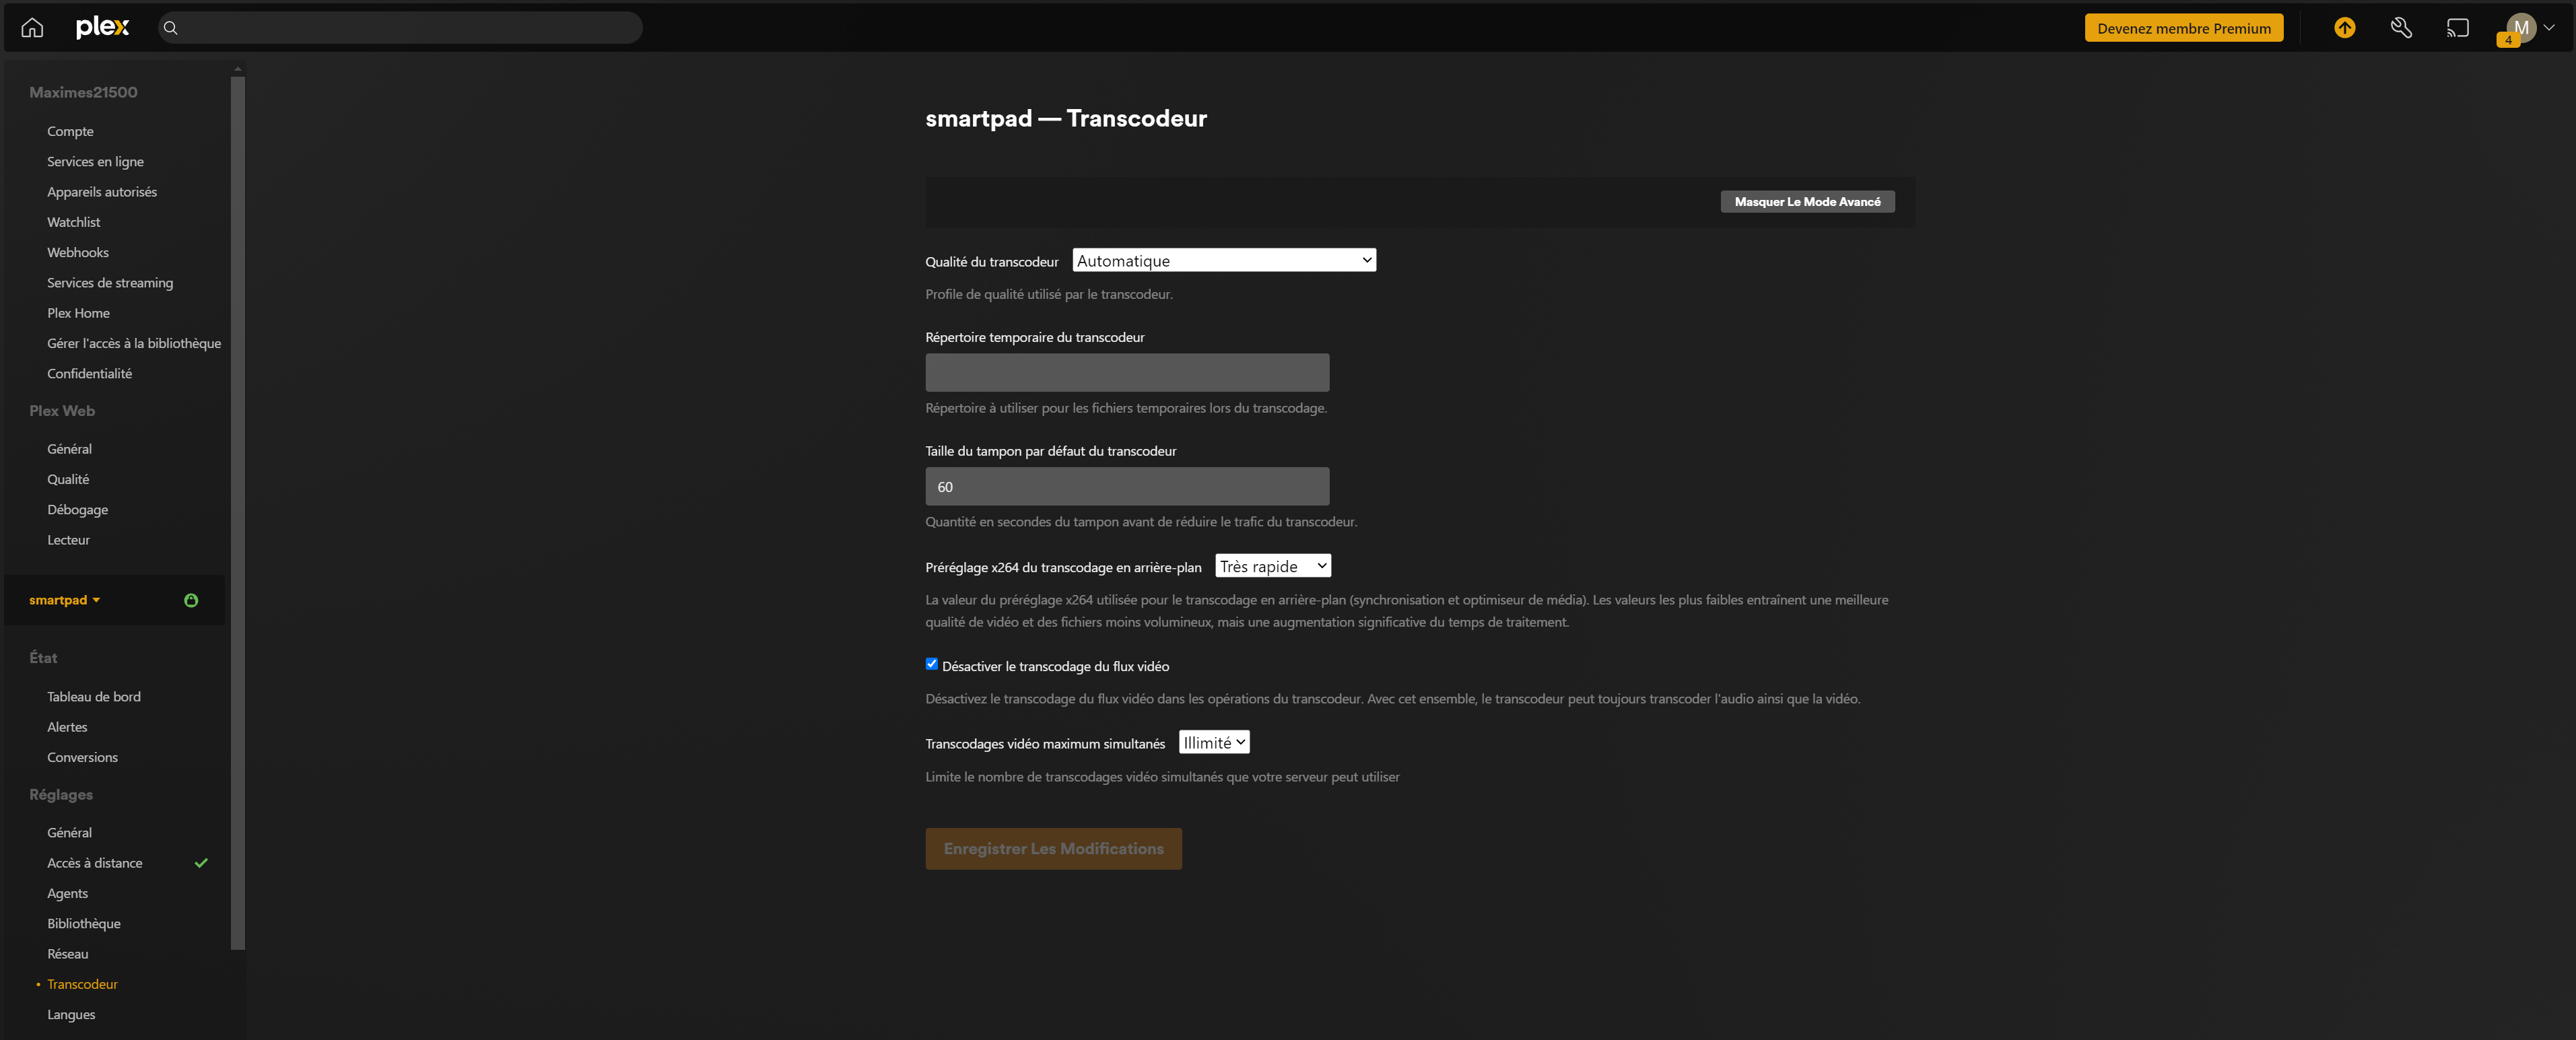 plex
Devenez membre Premium
M
4
Maximes21500
Compte
Services en ligne
Appareils autorisés
Watchlist
Webhooks
Services de streaming
Plex Home
Gérer l'accès à la bibliothèque
Confidentialité
Plex Web
Général
Qualité
Débogage
Lecteur
smartpad
État
Tableau de bord
Alertes
Conversions
Réglages
Général
Accès à distance
Agents
Bibliothèque
Réseau
Transcodeur
Langues
smartpad — Transcodeur
Masquer Le Mode Avancé
Qualité du transcodeur Automatique
Profile de qualité utilisé par le transcodeur.
Répertoire temporaire du transcodeur
Répertoire à utiliser pour les fichiers temporaires lors du transcodage.
Taille du tampon par défaut du transcodeur
60
Quantité en secondes du tampon avant de réduire le trafic du transcodeur.
Préréglage x264 du transcodage en arrière-plan Très rapide
La valeur du préréglage x264 utilisée pour le transcodage en arrière-plan (synchronisation et optimiseur de média). Les valeurs les plus faibles entraînent une meilleure
qualité de vidéo et des fichiers moins volumineux, mais une augmentation significative du temps de traitement.
Désactiver le transcodage du flux vidéo
Désactivez le transcodage du flux vidéo dans les opérations du transcodeur. Avec cet ensemble, le transcodeur peut toujours transcoder l'audio ainsi que la vidéo.
Transcodages vidéo maximum simultanés Illimité
Limite le nombre de transcodages vidéo simultanés que votre serveur peut utiliser
Enregistrer Les Modifications